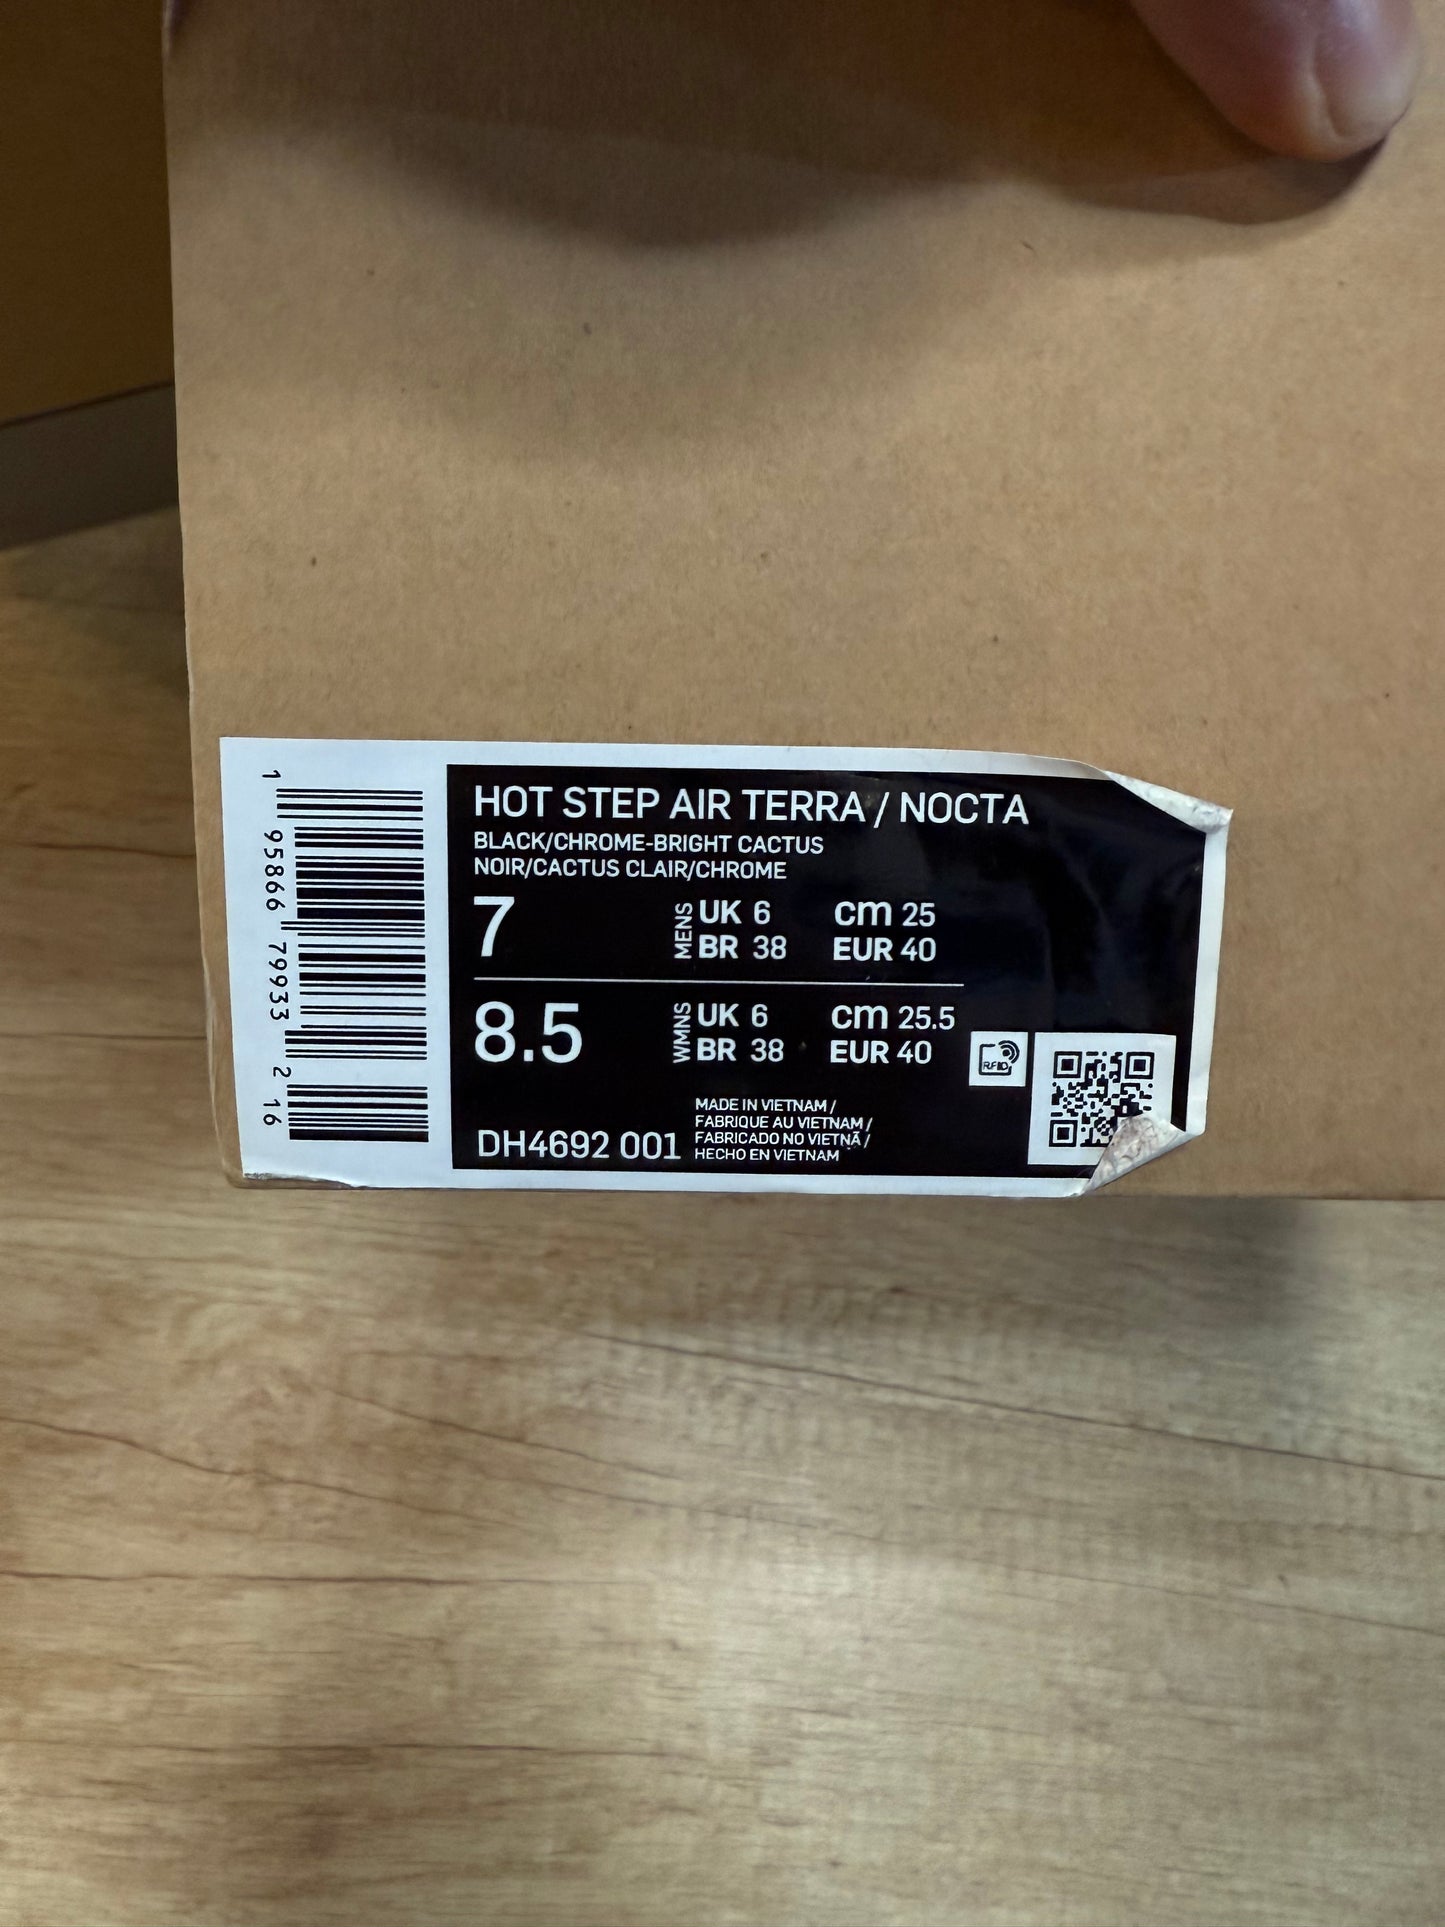 HOT STEP AIR TERRA / NOCTA
BLACK/CHROME-BRIGHT CACTUS
NOIR/CACTUS CLAIR/CHROME
7 MENS UK 6 cm 25
BR 38 EUR 40
8.5 WMNS UK 6 cm 25.5
BR 38 EUR 40
RFID
DH4692 001
MADE IN VIETNAM /
FABRIQUE AU VIETNAM /
FABRICADO NO VIETNÃ /
HECHO EN VIETNAM
1 95866 79933 2 16